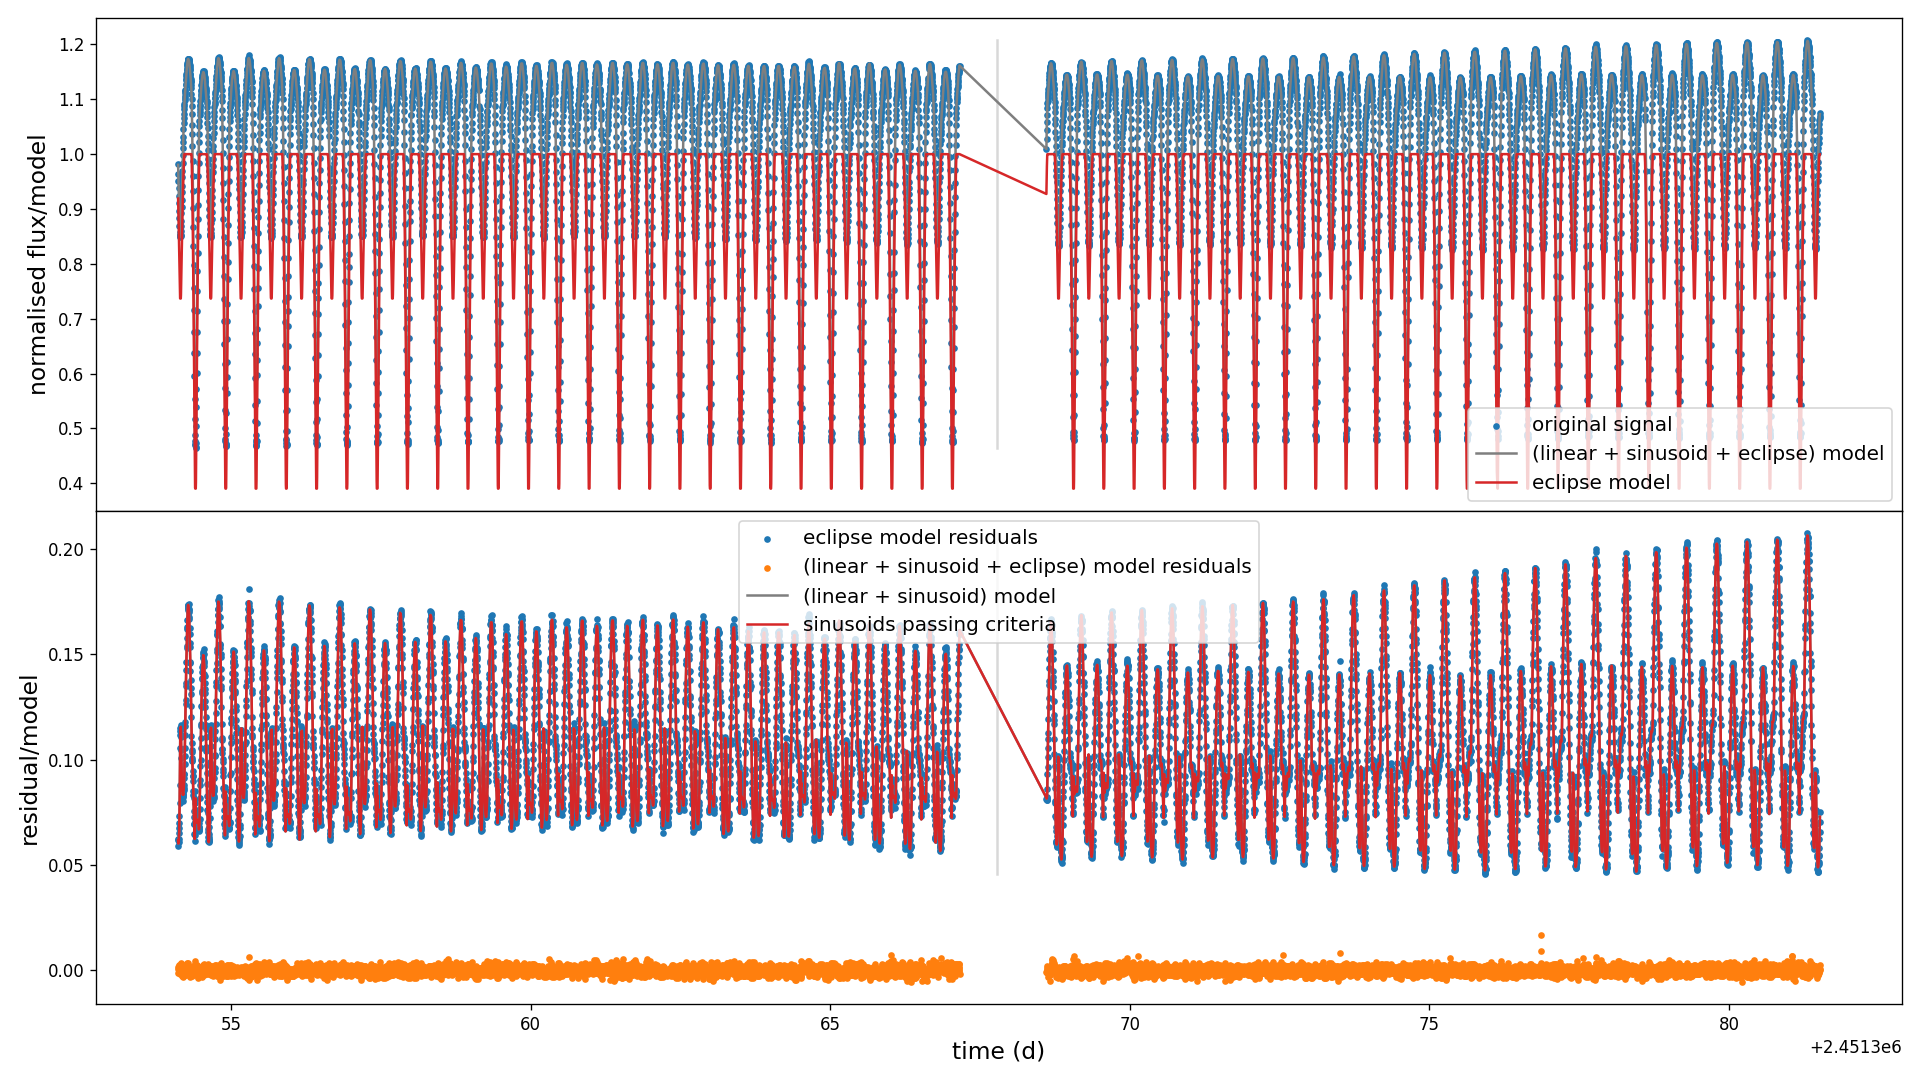 1.2
1.1
1.0
0.9
0.8
0.7
0.6
0.5
0.4
normalised flux/model
original signal
(linear + sinusoid + eclipse) model
eclipse model
0.20
0.15
0.10
0.05
0.00
residual/model
eclipse model residuals
(linear + sinusoid + eclipse) model residuals
(linear + sinusoid) model
sinusoids passing criteria
55 60 65 70 75 80
time (d)
+2.4513e6